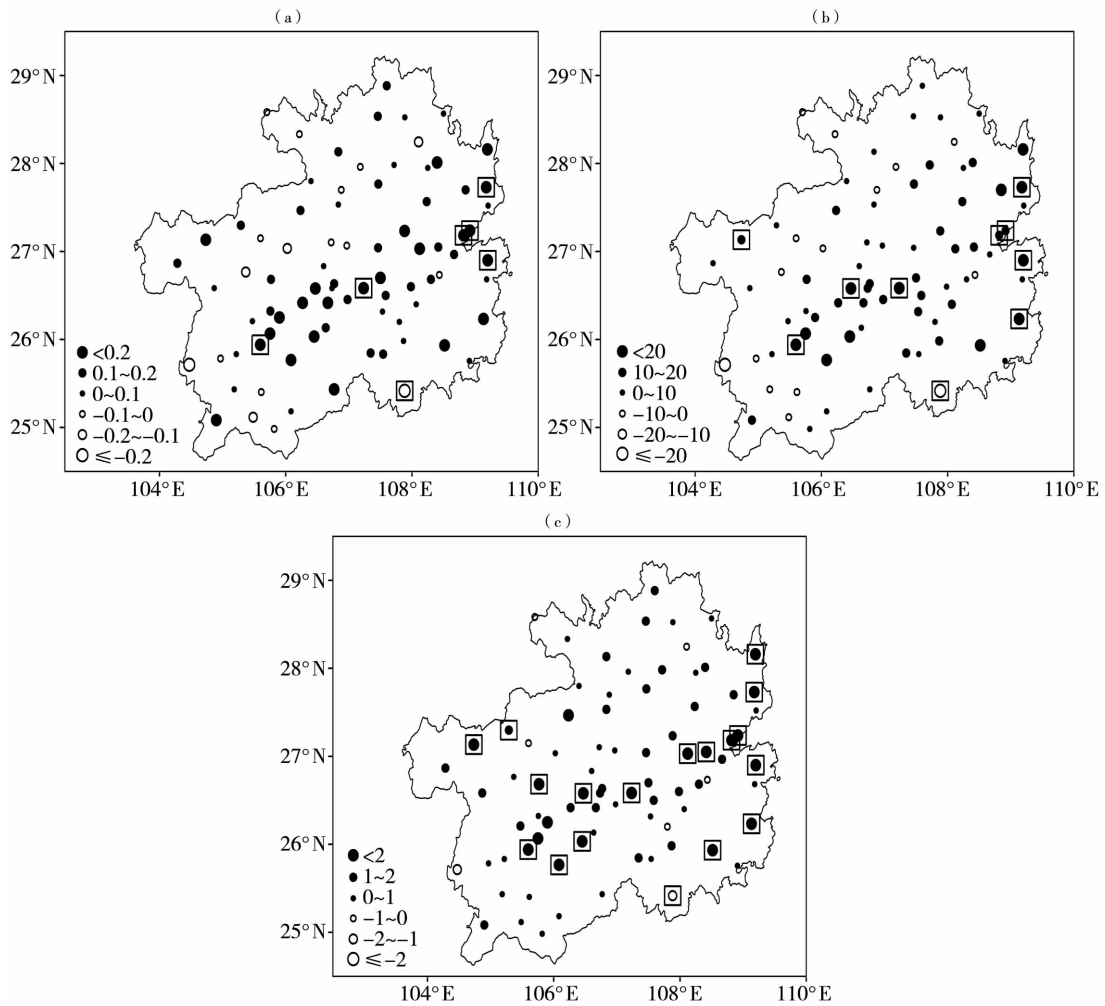 (a)
29°N
28°N
27°N
26°N
25°N
<0.2
0.1~0.2
0~0.1
-0.1~0
-0.2~-0.1
≤-0.2
104°E 106°E 108°E 110°E
(b)
29°N
28°N
27°N
26°N
25°N
<20
10~20
0~10
-10~0
-20~-10
≤-20
104°E 106°E 108°E 110°E
(c)
29°N
28°N
27°N
26°N
25°N
<2
1~2
0~1
-1~0
-2~-1
≤-2
104°E 106°E 108°E 110°E